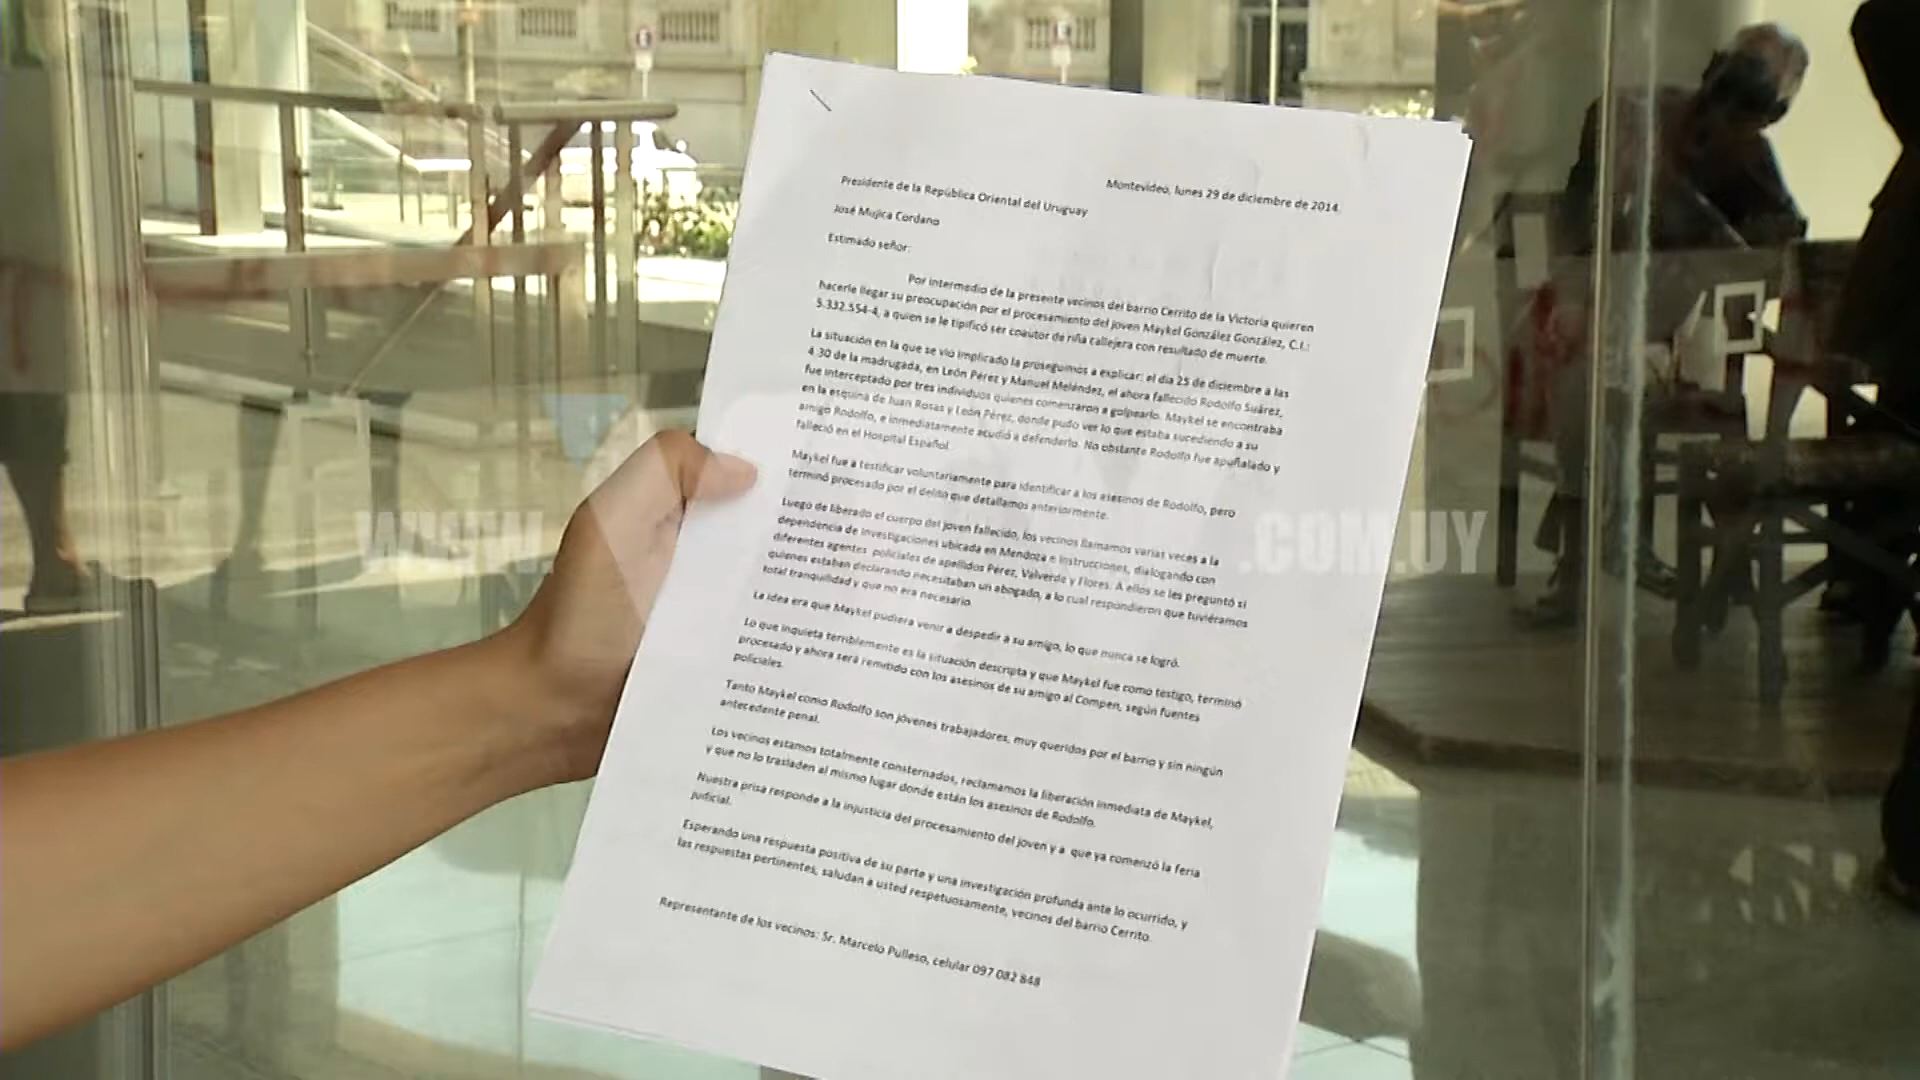 Montevideo, lunes 29 de diciembre de 2014.
Presidente de la República Oriental del Uruguay
José Mujica Cordano
Estimado señor:
Por intermedio de la presente vecinos del barrio Cerrito de la Victoria quieren
hacerle llegar su preocupación por el procesamiento del joven Maykel González González, C.I.:
5.332.554-4, a quien se le tipificó ser coautor de riña callejera con resultado de muerte.
La situación en la que se vió implicado la proseguimos a explicar: el día 25 de diciembre a las
4.30 de la madrugada, en León Pérez y Manuel Meléndez, el ahora fallecido Rodolfo Suárez,
fue interceptado por tres individuos quienes comenzaron a golpearlo. Maykel se encontraba
en la esquina de Juan Rosas y León Pérez, donde pudo ver lo que estaba sucediendo a su
amigo Rodolfo, e inmediatamente acudió a defenderlo. No obstante Rodolfo fue apuñalado y
falleció en el Hospital Español.
Maykel fue a testificar voluntariamente para identificar a los asesinos de Rodolfo, pero
terminó procesado por el delito que detallamos anteriormente.
Luego de liberado el cuerpo del joven fallecido, los vecinos llamamos varias veces a la
dependencia de investigaciones ubicada en Mendoza e Instrucciones, dialogando con
diferentes agentes policiales de apellidos Pérez, Valverde y Flores. A ellos se les preguntó si
quienes estaban declarando necesitaban un abogado, a lo cual respondieron que tuviéramos
total tranquilidad y que no era necesario.
La idea era que Maykel pudiera venir a despedir a su amigo, lo que nunca se logró.
Lo que inquieta terriblemente es la situación descripta y que Maykel fue como testigo, terminó
procesado y ahora será remitido con los asesinos de su amigo al Compen, según fuentes
policiales.
Tanto Maykel como Rodolfo son jóvenes trabajadores, muy queridos por el barrio y sin ningún
antecedente penal.
Los vecinos estamos totalmente consternados, reclamamos la liberación inmediata de Maykel,
y que no lo trasladen al mismo lugar donde están los asesinos de Rodolfo.
Nuestra prisa responde a la injusticia del procesamiento del joven y a que ya comenzó la feria
judicial.
Esperando una respuesta positiva de su parte y una investigación profunda ante lo ocurrido, y
las respuestas pertinentes, saludan a usted respetuosamente, vecinos del barrio Cerrito.
Representante de los vecinos: Sr. Marcelo Pulleso, celular 097 082 848
WWW.
.COM.UY